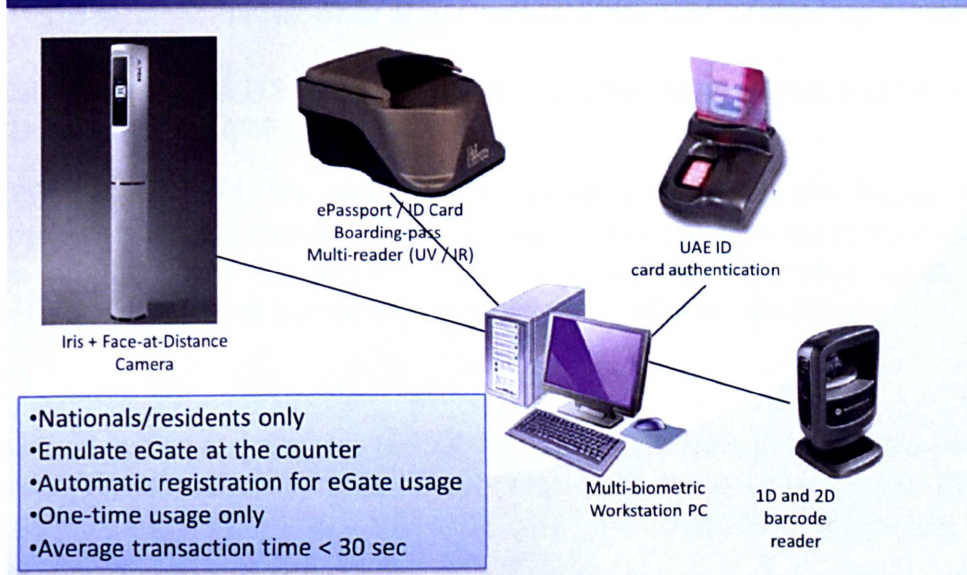 ePassport / ID Card
Boarding-pass
Multi-reader (UV / IR)
UAE ID
card authentication
Iris + Face-at-Distance
Camera
•Nationals/residents only
•Emulate eGate at the counter
•Automatic registration for eGate usage
•One-time usage only
•Average transaction time < 30 sec
Multi-biometric
Workstation PC
1D and 2D
barcode
reader